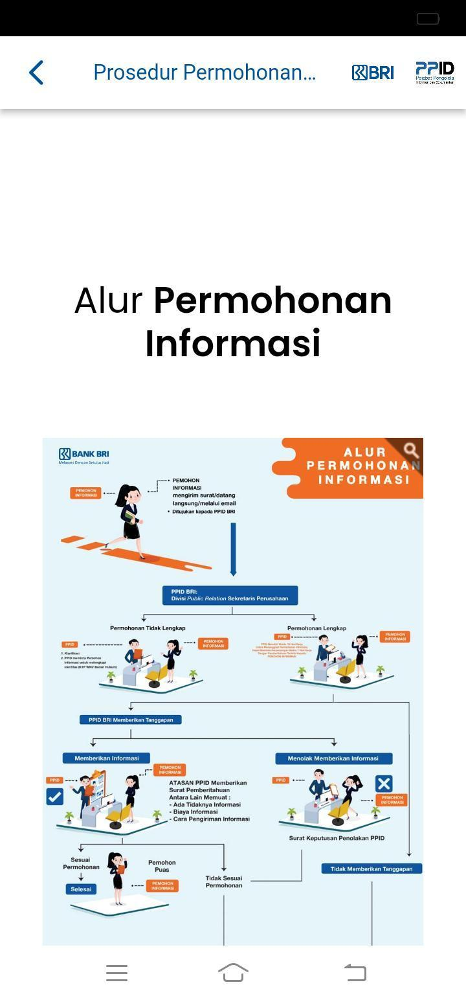 Prosedur Permohonan...
BRI
PPID
Pejabat Pengelola
Informasi dan Dokumentasi
Alur Permohonan
Informasi
BANK BRI
Melayani Dengan Setulus Hati
ALUR
PERMOHONAN
INFORMASI
PEMOHON
INFORMASI
PEMOHON
INFORMASI
mengirim surat/datang
langsung/melalui email
• Ditujukan kepada PPID BRI
PPID BRI:
Divisi Public Relation Sekretaris Perusahaan
Permohonan Tidak Lengkap
PPID
1. Klarifikasi
2. PPID meminta Pemohon
Informasi untuk melengkapi
identitas (KTP WNI/ Badan Hukum)
PEMOHON
INFORMASI
Permohonan Lengkap
PPID
PPID Memiliki Waktu 10 Hari Kerja
Untuk Menanggapi Permohonan Informasi,
Dapat Meminta Perpanjangan Waktu 7 Hari Kerja
Dengan Pemberitahuan Tertulis Kepada
PEMOHON INFORMASI
PEMOHON
INFORMASI
PPID BRI Memberikan Tanggapan
Memberikan Informasi
PPID
PEMOHON
INFORMASI
ATASAN PPID Memberikan
Surat Pemberitahuan
Antara Lain Memuat :
- Ada Tidaknya Informasi
- Biaya Informasi
- Cara Pengiriman Informasi
Menolak Memberikan Informasi
PPID
PEMOHON
INFORMASI
Surat Keputusan Penolakan PPID
Sesuai
Permohonan
Selesai
Pemohon
Puas
PEMOHON
INFORMASI
Tidak Sesuai
Permohonan
Tidak Memberikan Tanggapan